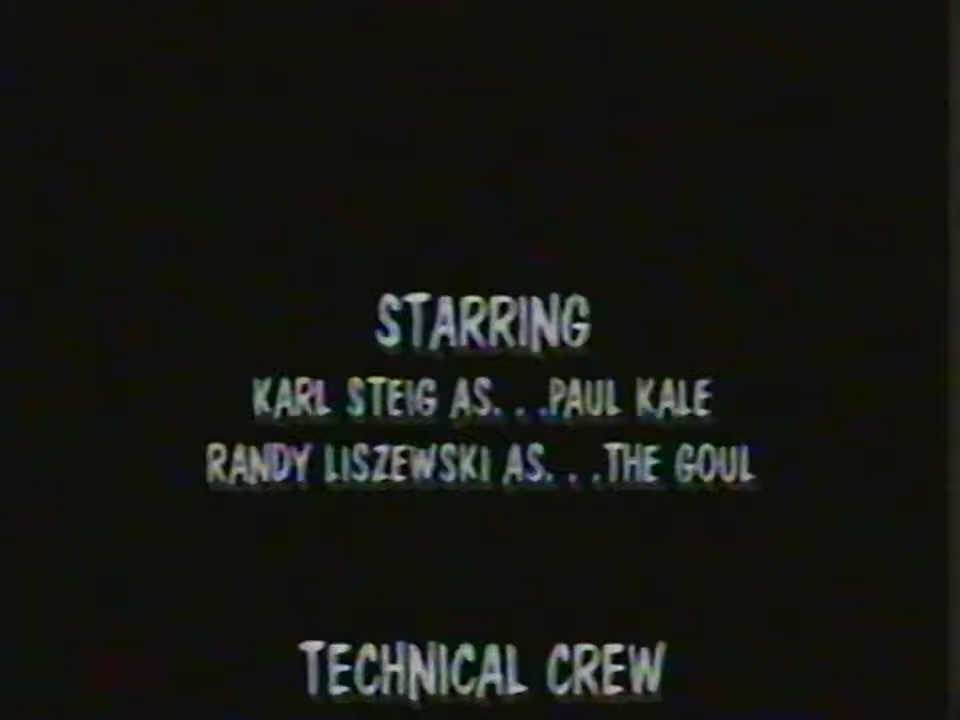 STARRING
KARL STEIG AS. . .PAUL KALE
RANDY LISZEWSKI AS. . .THE GOUL
TECHNICAL CREW